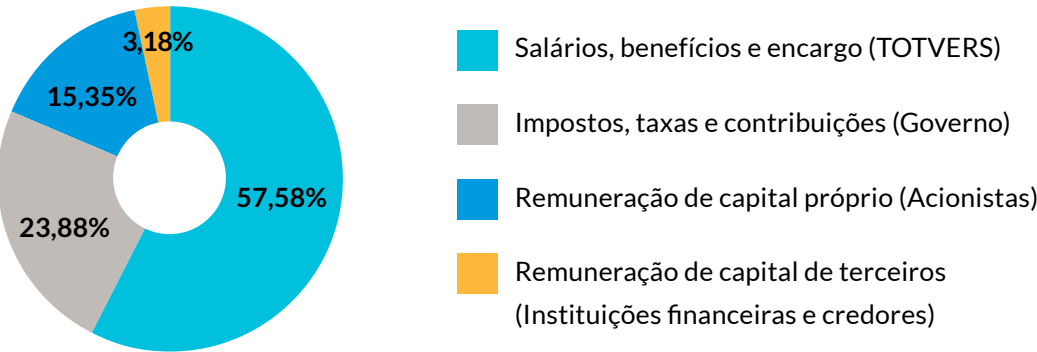 3,18%
15,35%
57,58%
23,88%
Salários, benefícios e encargo (TOTVERS)
Impostos, taxas e contribuições (Governo)
Remuneração de capital próprio (Acionistas)
Remuneração de capital de terceiros
(Instituições financeiras e credores)